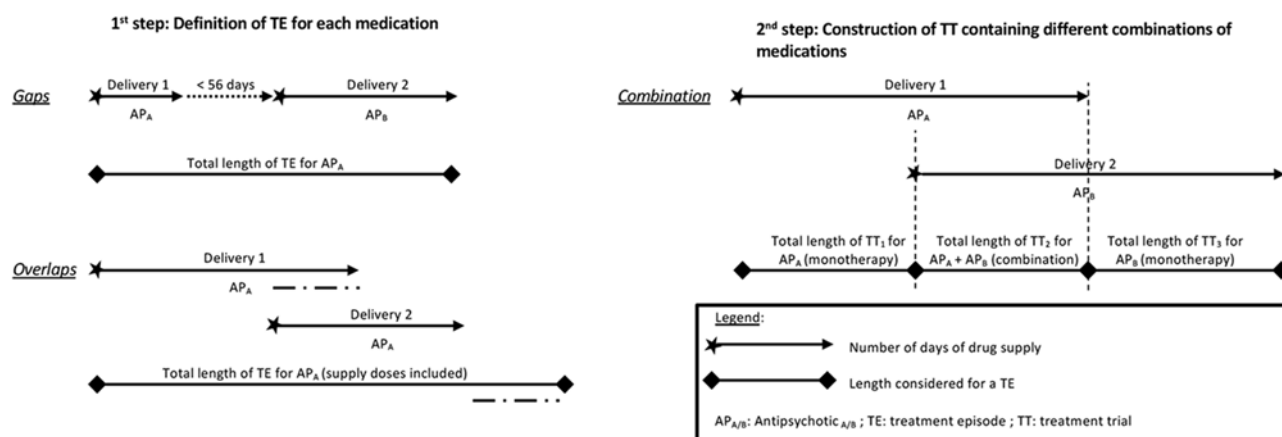 1st step: Definition of TE for each medication
Gaps
Delivery 1
< 56 days
Delivery 2
APA
APB
Total length of TE for APA
Overlaps
Delivery 1
APA
Delivery 2
APA
Total length of TE for APA (supply doses included)
2nd step: Construction of TT containing different combinations of
medications
Combination
Delivery 1
APA
Delivery 2
APB
Total length of TT1 for
APA (monotherapy)
Total length of TT2 for
APA + APB (combination)
Total length of TT3 for
APB (monotherapy)
Legend:
Number of days of drug supply
Length considered for a TE
APA/B: Antipsychotic A/B ; TE: treatment episode ; TT: treatment trial